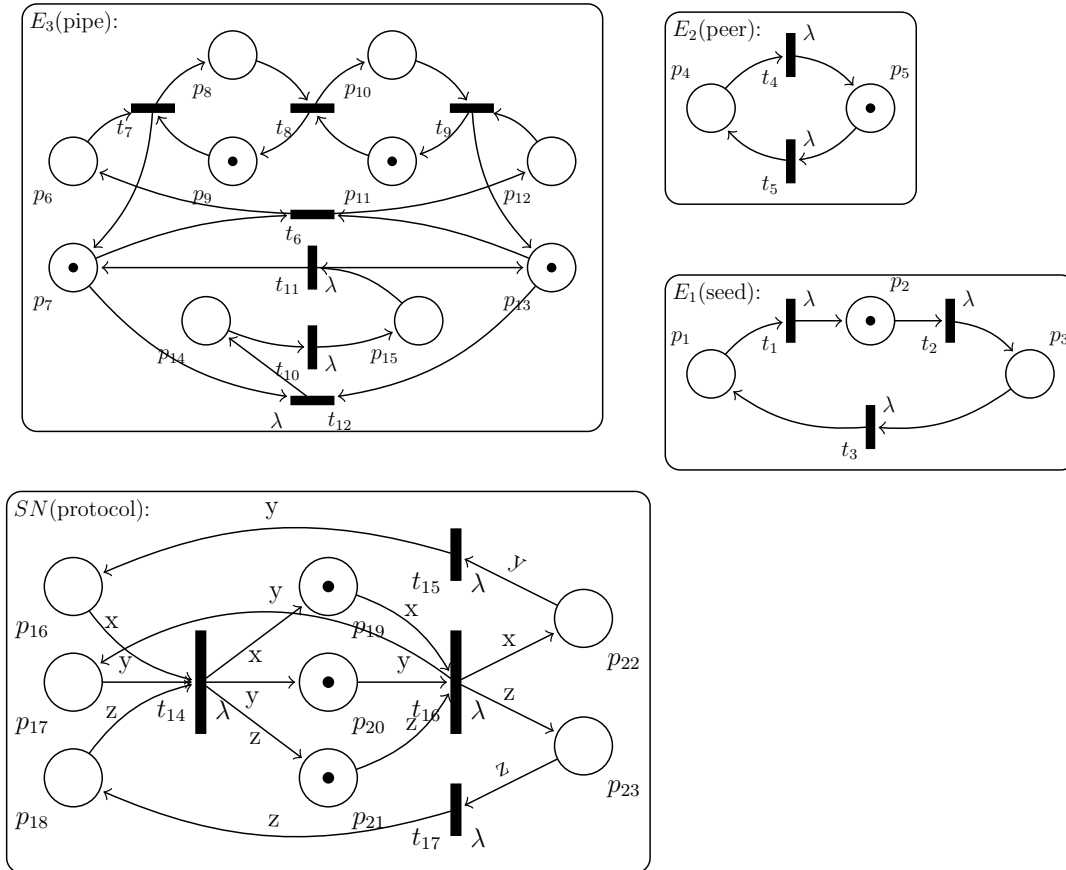 E₃(pipe):
p₈
p₁₀
t₇
t₈
t₉
p₆
p₉
p₁₁
p₁₂
t₆
t₁₁
λ
p₇
p₁₃
p₁₄
t₁₀
λ
p₁₅
λ
t₁₂
E₂(peer):
λ
p₄
t₄
p₅
λ
t₅
E₁(seed):
p₂
λ
λ
p₁
t₁
t₂
p₃
λ
t₃
SN(protocol):
y
t₁₅
λ
y
y
x
x
p₁₆
p₁₉
x
x
y
y
y
z
p₂₂
p₁₇
t₁₄
λ
p₂₀
t₁₆
λ
z
z
z
z
p₁₈
z
p₂₁
t₁₇
λ
p₂₃